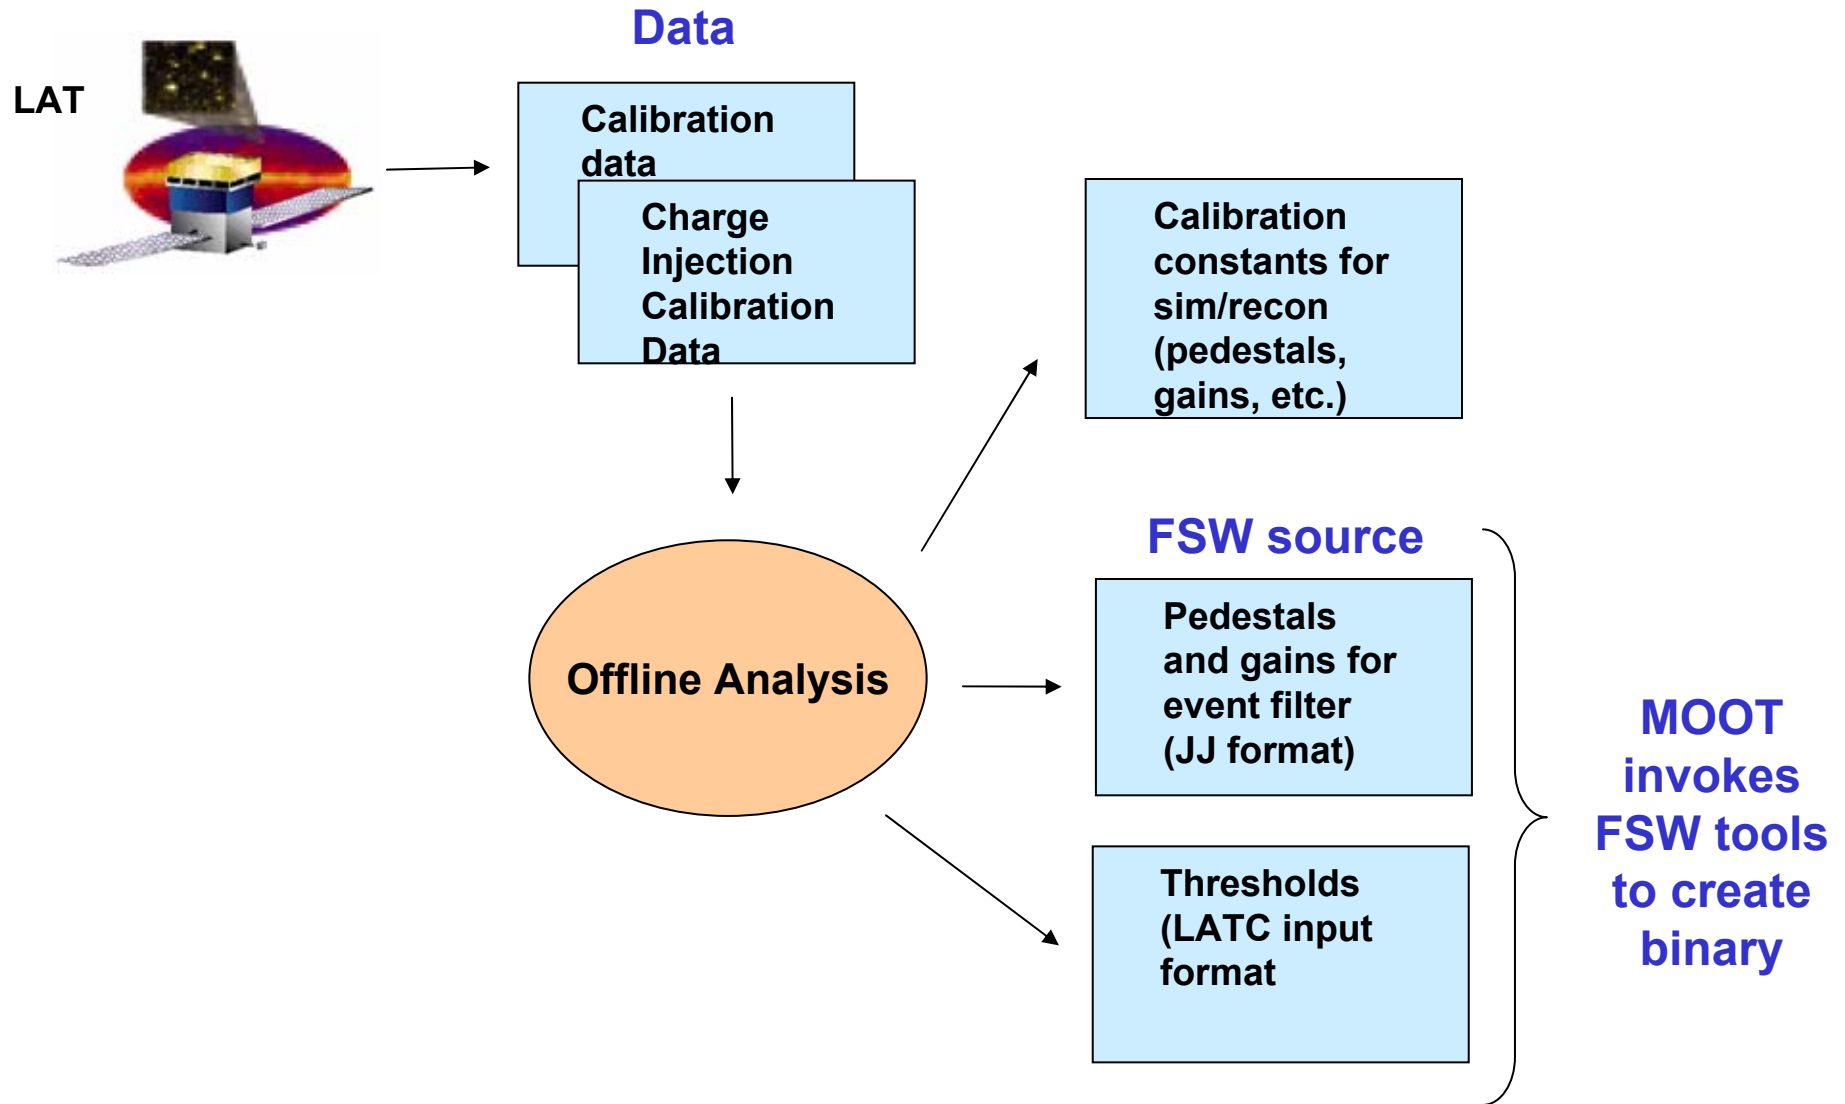 Data
LAT
Calibration
data
Charge
Injection
Calibration
Data
Calibration
constants for
sim/recon
(pedestals,
gains, etc.)
Offline Analysis
FSW source
Pedestals
and gains for
event filter
(JJ format)
Thresholds
(LATC input
format
MOOT
invokes
FSW tools
to create
binary